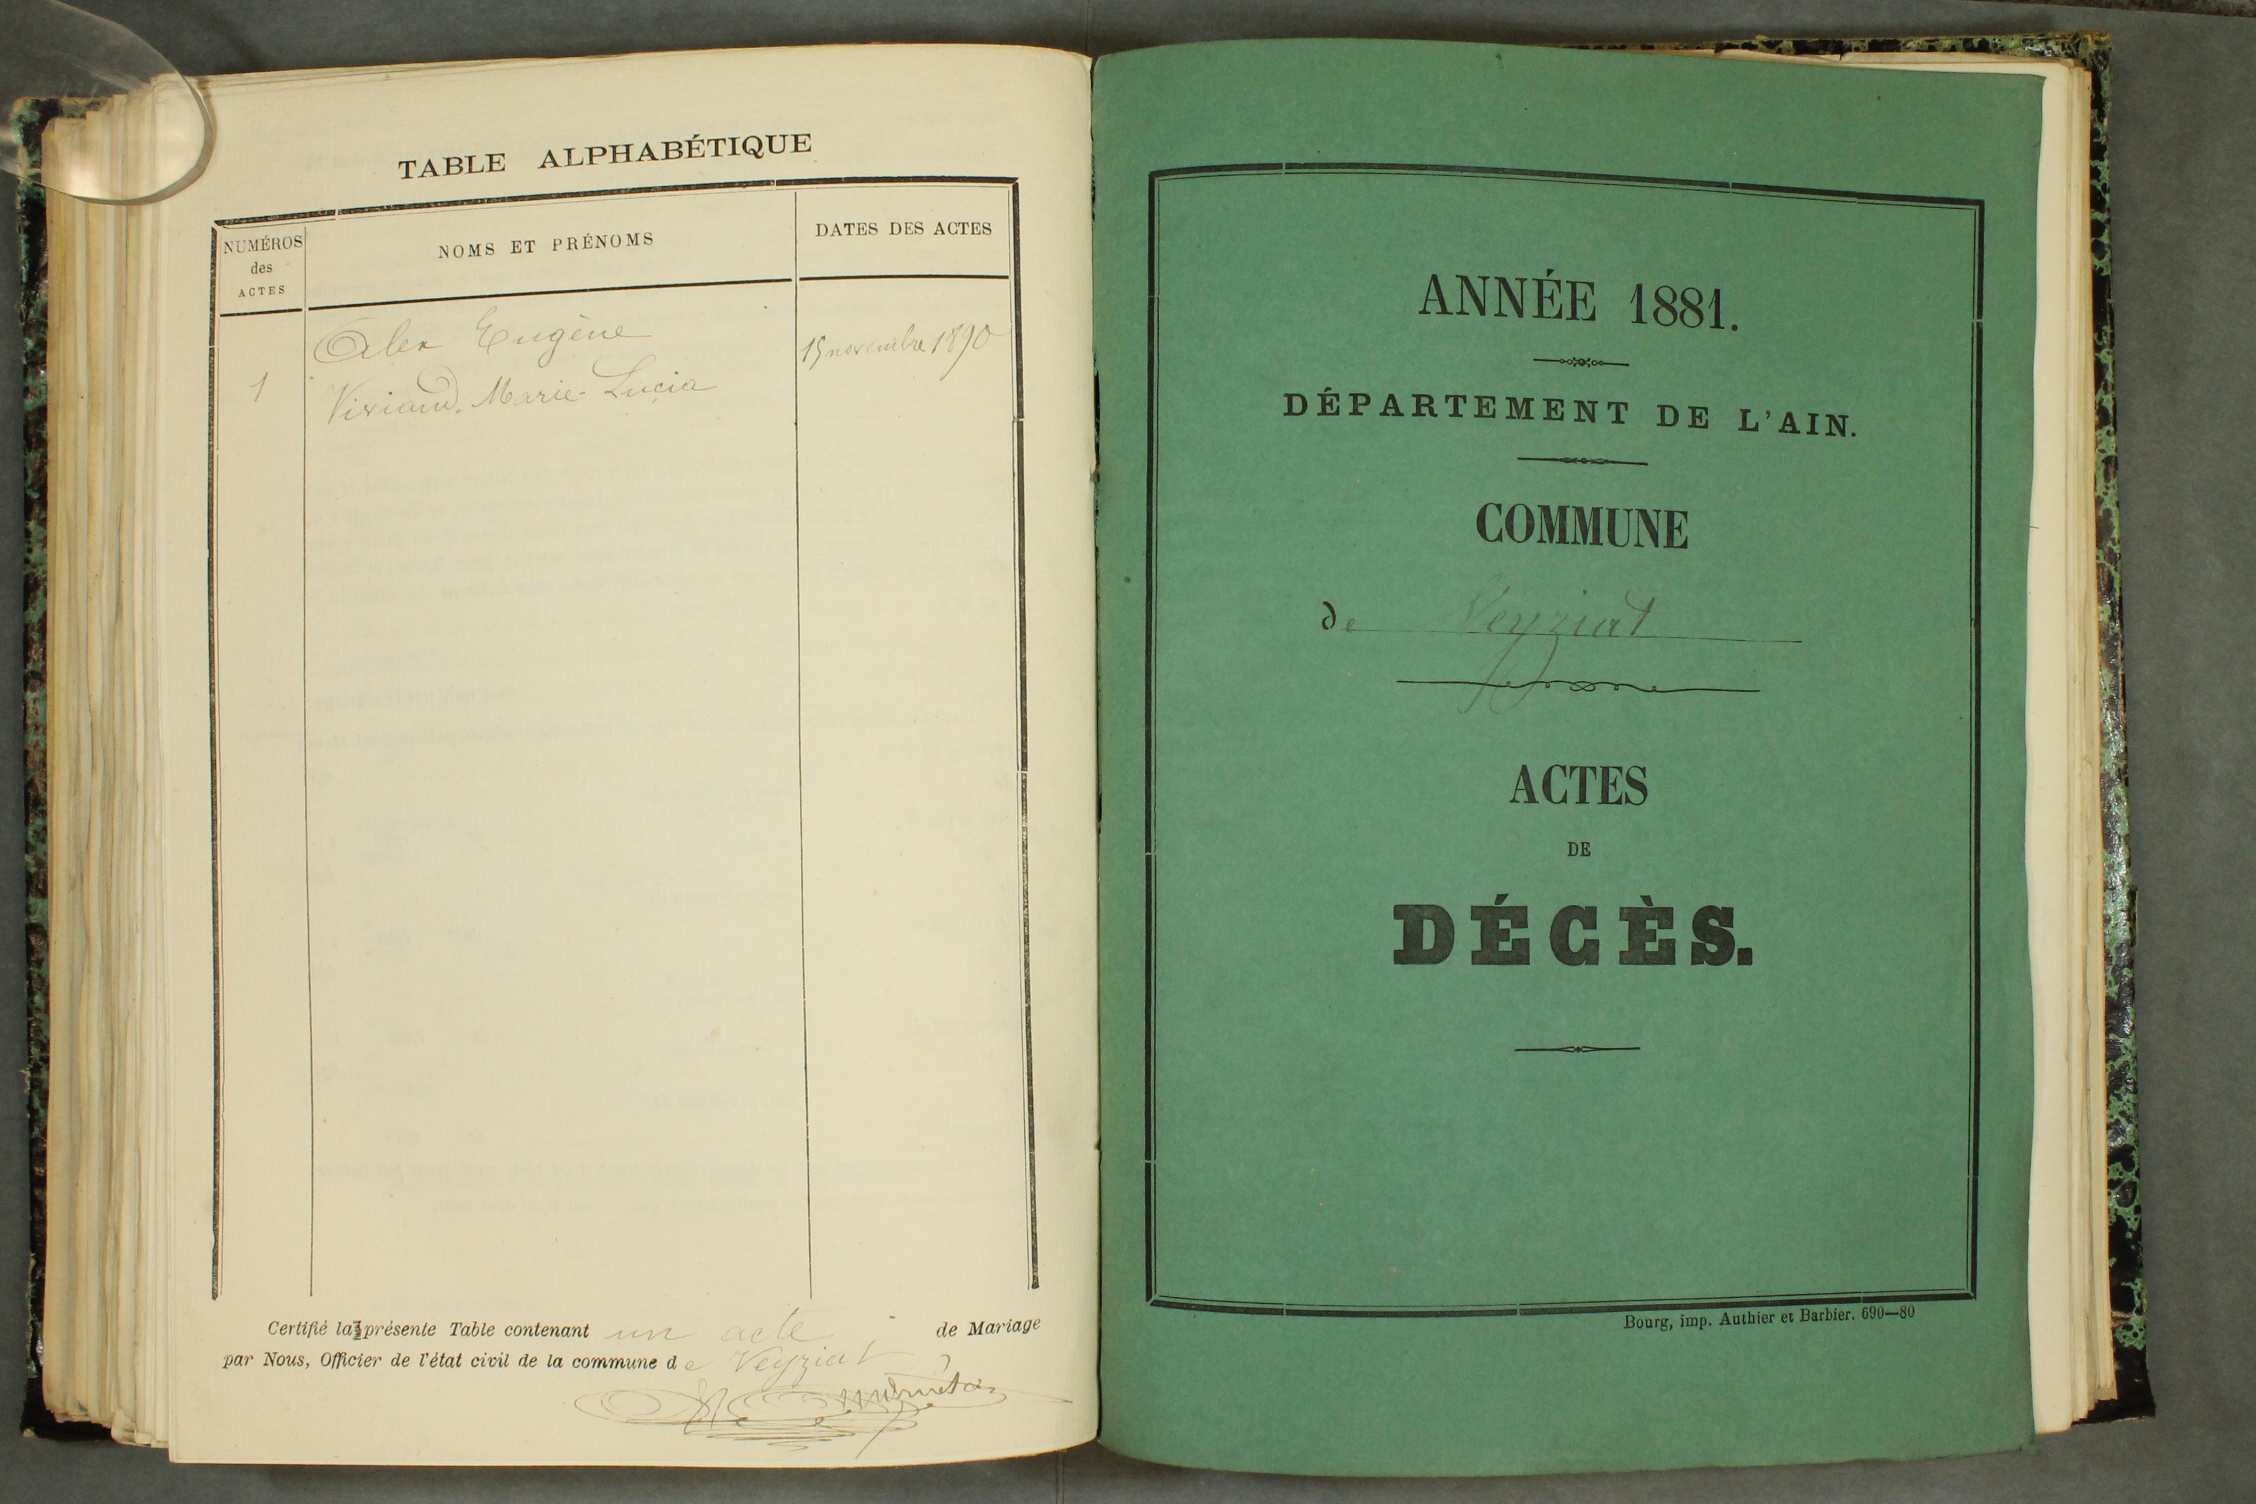 TABLE ALPHABÉTIQUE
NUMÉROS
des
ACTES
NOMS ET PRÉNOMS
DATES DES ACTES
Alex Eugène
15 novembre 1890
1
Viviand, Marie-Lucia
Certifié la présente Table contenant un acte de Mariage
par Nous, Officier de l'état civil de la commune de Veyziat
ANNÉE 1881.
DÉPARTEMENT DE L'AIN.
COMMUNE
de Veyziat
ACTES
DE
DÉCÈS.
Bourg, imp. Authier et Barbier. 690—80